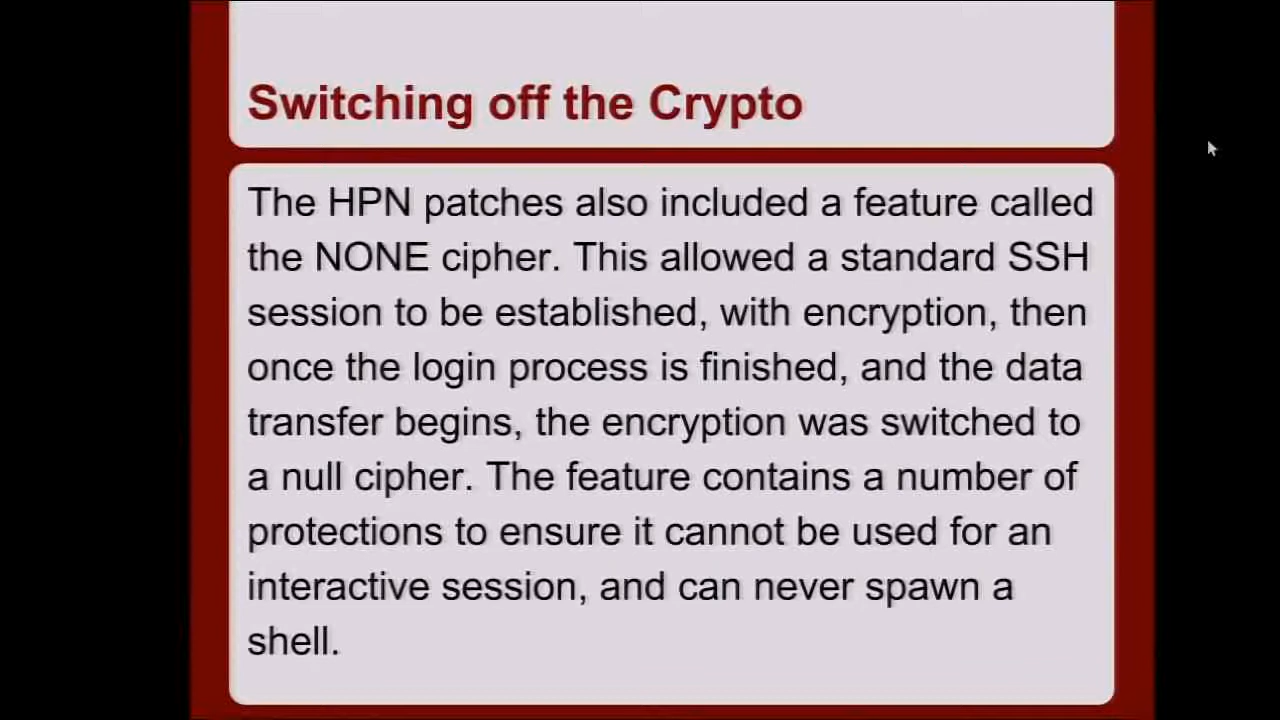 Switching off the Crypto
The HPN patches also included a feature called
the NONE cipher. This allowed a standard SSH
session to be established, with encryption, then
once the login process is finished, and the data
transfer begins, the encryption was switched to
a null cipher. The feature contains a number of
protections to ensure it cannot be used for an
interactive session, and can never spawn a
shell.